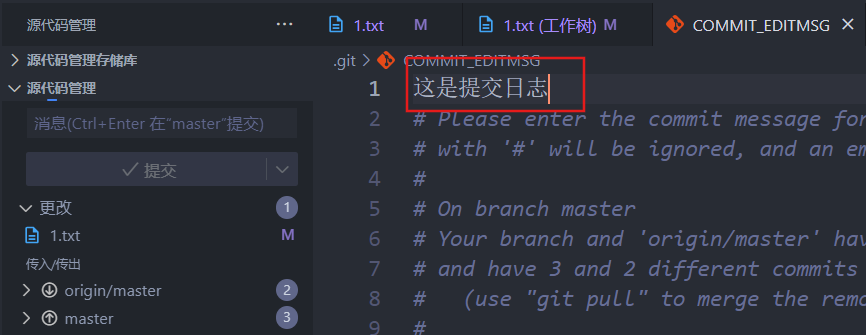 源代码管理 ...
源代码管理存储库
源代码管理
消息(Ctrl+Enter 在"master"提交)
提交
更改 1
1.txt M
传入/传出
origin/master 2
master 3
1.txt M
1.txt (工作树) M
COMMIT_EDITMSG
.git > COMMIT_EDITMSG
1 这是提交日志
2 # Please enter the commit message for
3 # with '#' will be ignored, and an em
4 #
5 # On branch master
6 # Your branch and 'origin/master' hav
7 # and have 3 and 2 different commits
8 #   (use "git pull" to merge the remo
9 #